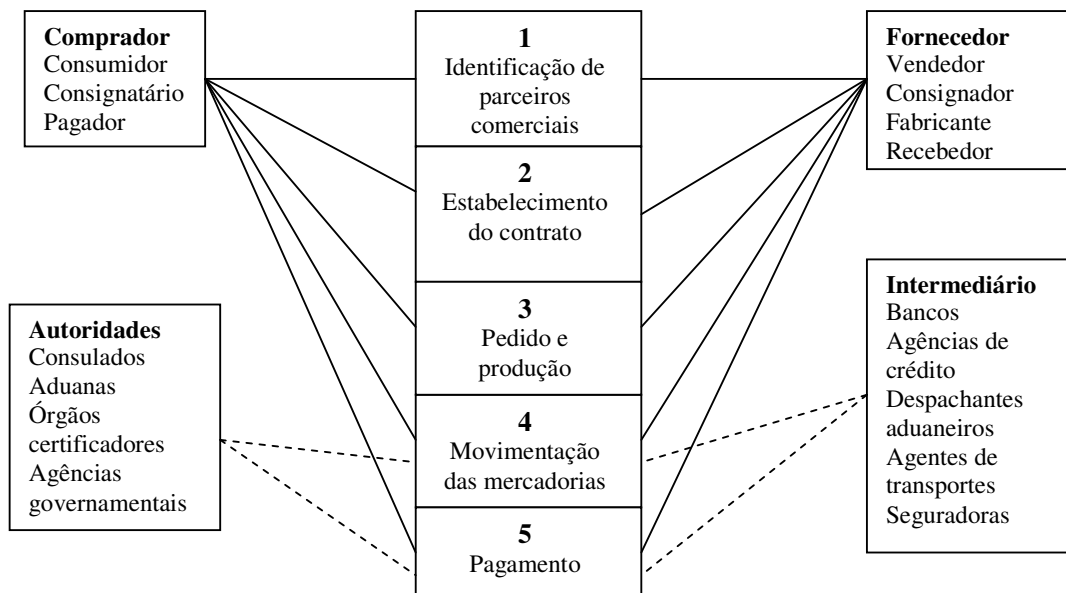 Comprador
Consumidor
Consignatário
Pagador
1
Identificação de
parceiros
comerciais
Fornecedor
Vendedor
Consignador
Fabricante
Recebedor
2
Estabelecimento
do contrato
Autoridades
Consulados
Aduanas
Órgãos
certificadores
Agências
governamentais
3
Pedido e
produção
Intermediário
Bancos
Agências de
crédito
Despachantes
aduaneiros
Agentes de
transportes
Seguradoras
4
Movimentação
das mercadorias
5
Pagamento